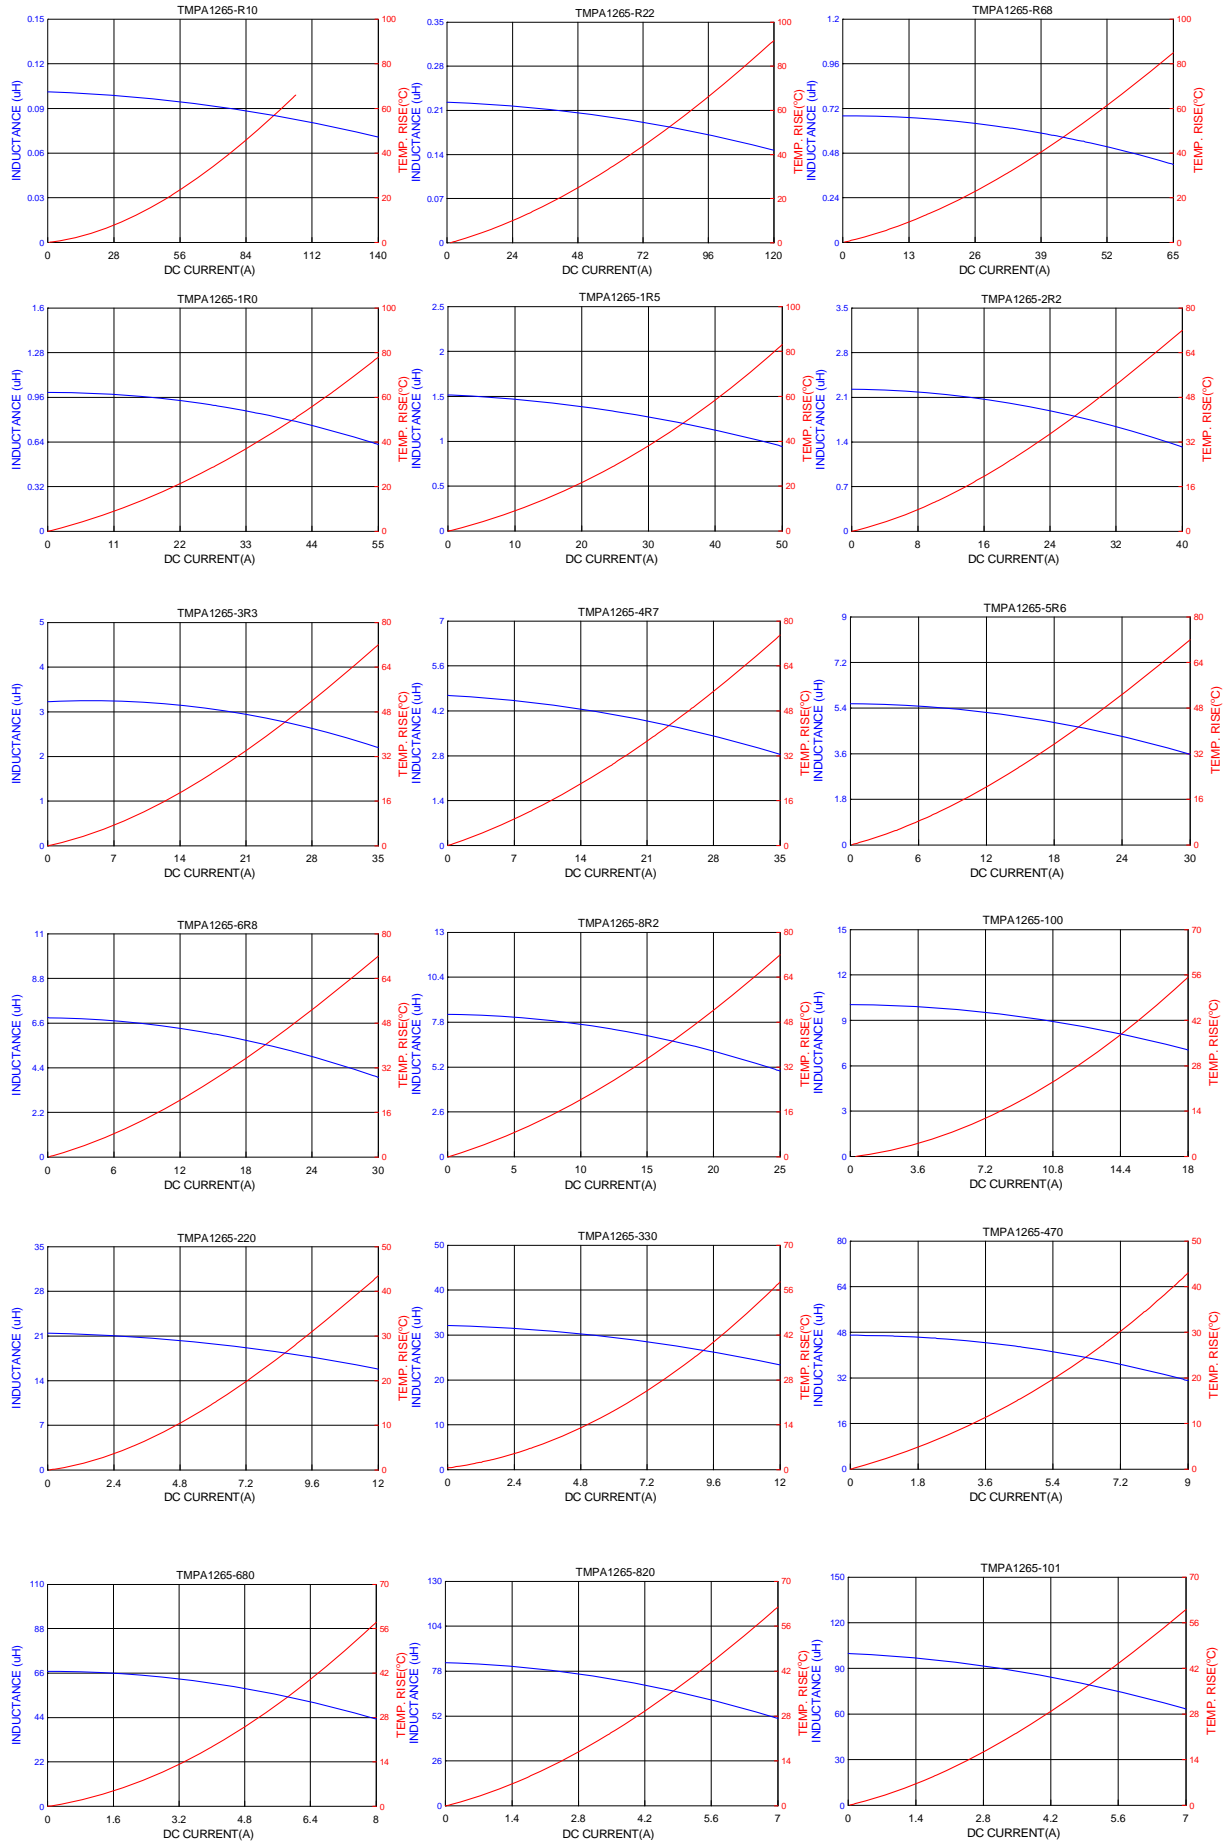 TMPA1265-R10
0.15
0.12
0.09
0.06
0.03
0
100
80
60
40
20
0
0 28 56 84 112 140
INDUCTANCE (uH)
TEMP. RISE(°C)
DC CURRENT(A)
TMPA1265-R22
0.35
0.28
0.21
0.14
0.07
0
100
80
60
40
20
0
0 24 48 72 96 120
INDUCTANCE (uH)
TEMP. RISE(°C)
DC CURRENT(A)
TMPA1265-R68
1.2
0.96
0.72
0.48
0.24
0
100
80
60
40
20
0
0 13 26 39 52 65
INDUCTANCE (uH)
TEMP. RISE(°C)
DC CURRENT(A)
TMPA1265-1R0
1.6
1.28
0.96
0.64
0.32
0
100
80
60
40
20
0
0 11 22 33 44 55
INDUCTANCE (uH)
TEMP. RISE(°C)
DC CURRENT(A)
TMPA1265-1R5
2.5
2
1.5
1
0.5
0
100
80
60
40
20
0
0 10 20 30 40 50
INDUCTANCE (uH)
TEMP. RISE(°C)
DC CURRENT(A)
TMPA1265-2R2
3.5
2.8
2.1
1.4
0.7
0
80
64
48
32
16
0
0 8 16 24 32 40
INDUCTANCE (uH)
TEMP. RISE(°C)
DC CURRENT(A)
TMPA1265-3R3
5
4
3
2
1
0
80
64
48
32
16
0
0 7 14 21 28 35
INDUCTANCE (uH)
TEMP. RISE(°C)
DC CURRENT(A)
TMPA1265-4R7
7
5.6
4.2
2.8
1.4
0
80
64
48
32
16
0
0 7 14 21 28 35
INDUCTANCE (uH)
TEMP. RISE(°C)
DC CURRENT(A)
TMPA1265-5R6
9
7.2
5.4
3.6
1.8
0
80
64
48
32
16
0
0 6 12 18 24 30
INDUCTANCE (uH)
TEMP. RISE(°C)
DC CURRENT(A)
TMPA1265-6R8
11
8.8
6.6
4.4
2.2
0
80
64
48
32
16
0
0 6 12 18 24 30
INDUCTANCE (uH)
TEMP. RISE(°C)
DC CURRENT(A)
TMPA1265-8R2
13
10.4
7.8
5.2
2.6
0
80
64
48
32
16
0
0 5 10 15 20 25
INDUCTANCE (uH)
TEMP. RISE(°C)
DC CURRENT(A)
TMPA1265-100
15
12
9
6
3
0
70
56
42
28
14
0
0 3.6 7.2 10.8 14.4 18
INDUCTANCE (uH)
TEMP. RISE(°C)
DC CURRENT(A)
TMPA1265-220
35
28
21
14
7
0
50
40
30
20
10
0
0 2.4 4.8 7.2 9.6 12
INDUCTANCE (uH)
TEMP. RISE(°C)
DC CURRENT(A)
TMPA1265-330
50
40
30
20
10
0
70
56
42
28
14
0
0 2.4 4.8 7.2 9.6 12
INDUCTANCE (uH)
TEMP. RISE(°C)
DC CURRENT(A)
TMPA1265-470
80
64
48
32
16
0
50
40
30
20
10
0
0 1.8 3.6 5.4 7.2 9
INDUCTANCE (uH)
TEMP. RISE(°C)
DC CURRENT(A)
TMPA1265-680
110
88
66
44
22
0
70
56
42
28
14
0
0 1.6 3.2 4.8 6.4 8
INDUCTANCE (uH)
TEMP. RISE(°C)
DC CURRENT(A)
TMPA1265-820
130
104
78
52
26
0
70
56
42
28
14
0
0 1.4 2.8 4.2 5.6 7
INDUCTANCE (uH)
TEMP. RISE(°C)
DC CURRENT(A)
TMPA1265-101
150
120
90
60
30
0
70
56
42
28
14
0
0 1.4 2.8 4.2 5.6 7
INDUCTANCE (uH)
TEMP. RISE(°C)
DC CURRENT(A)